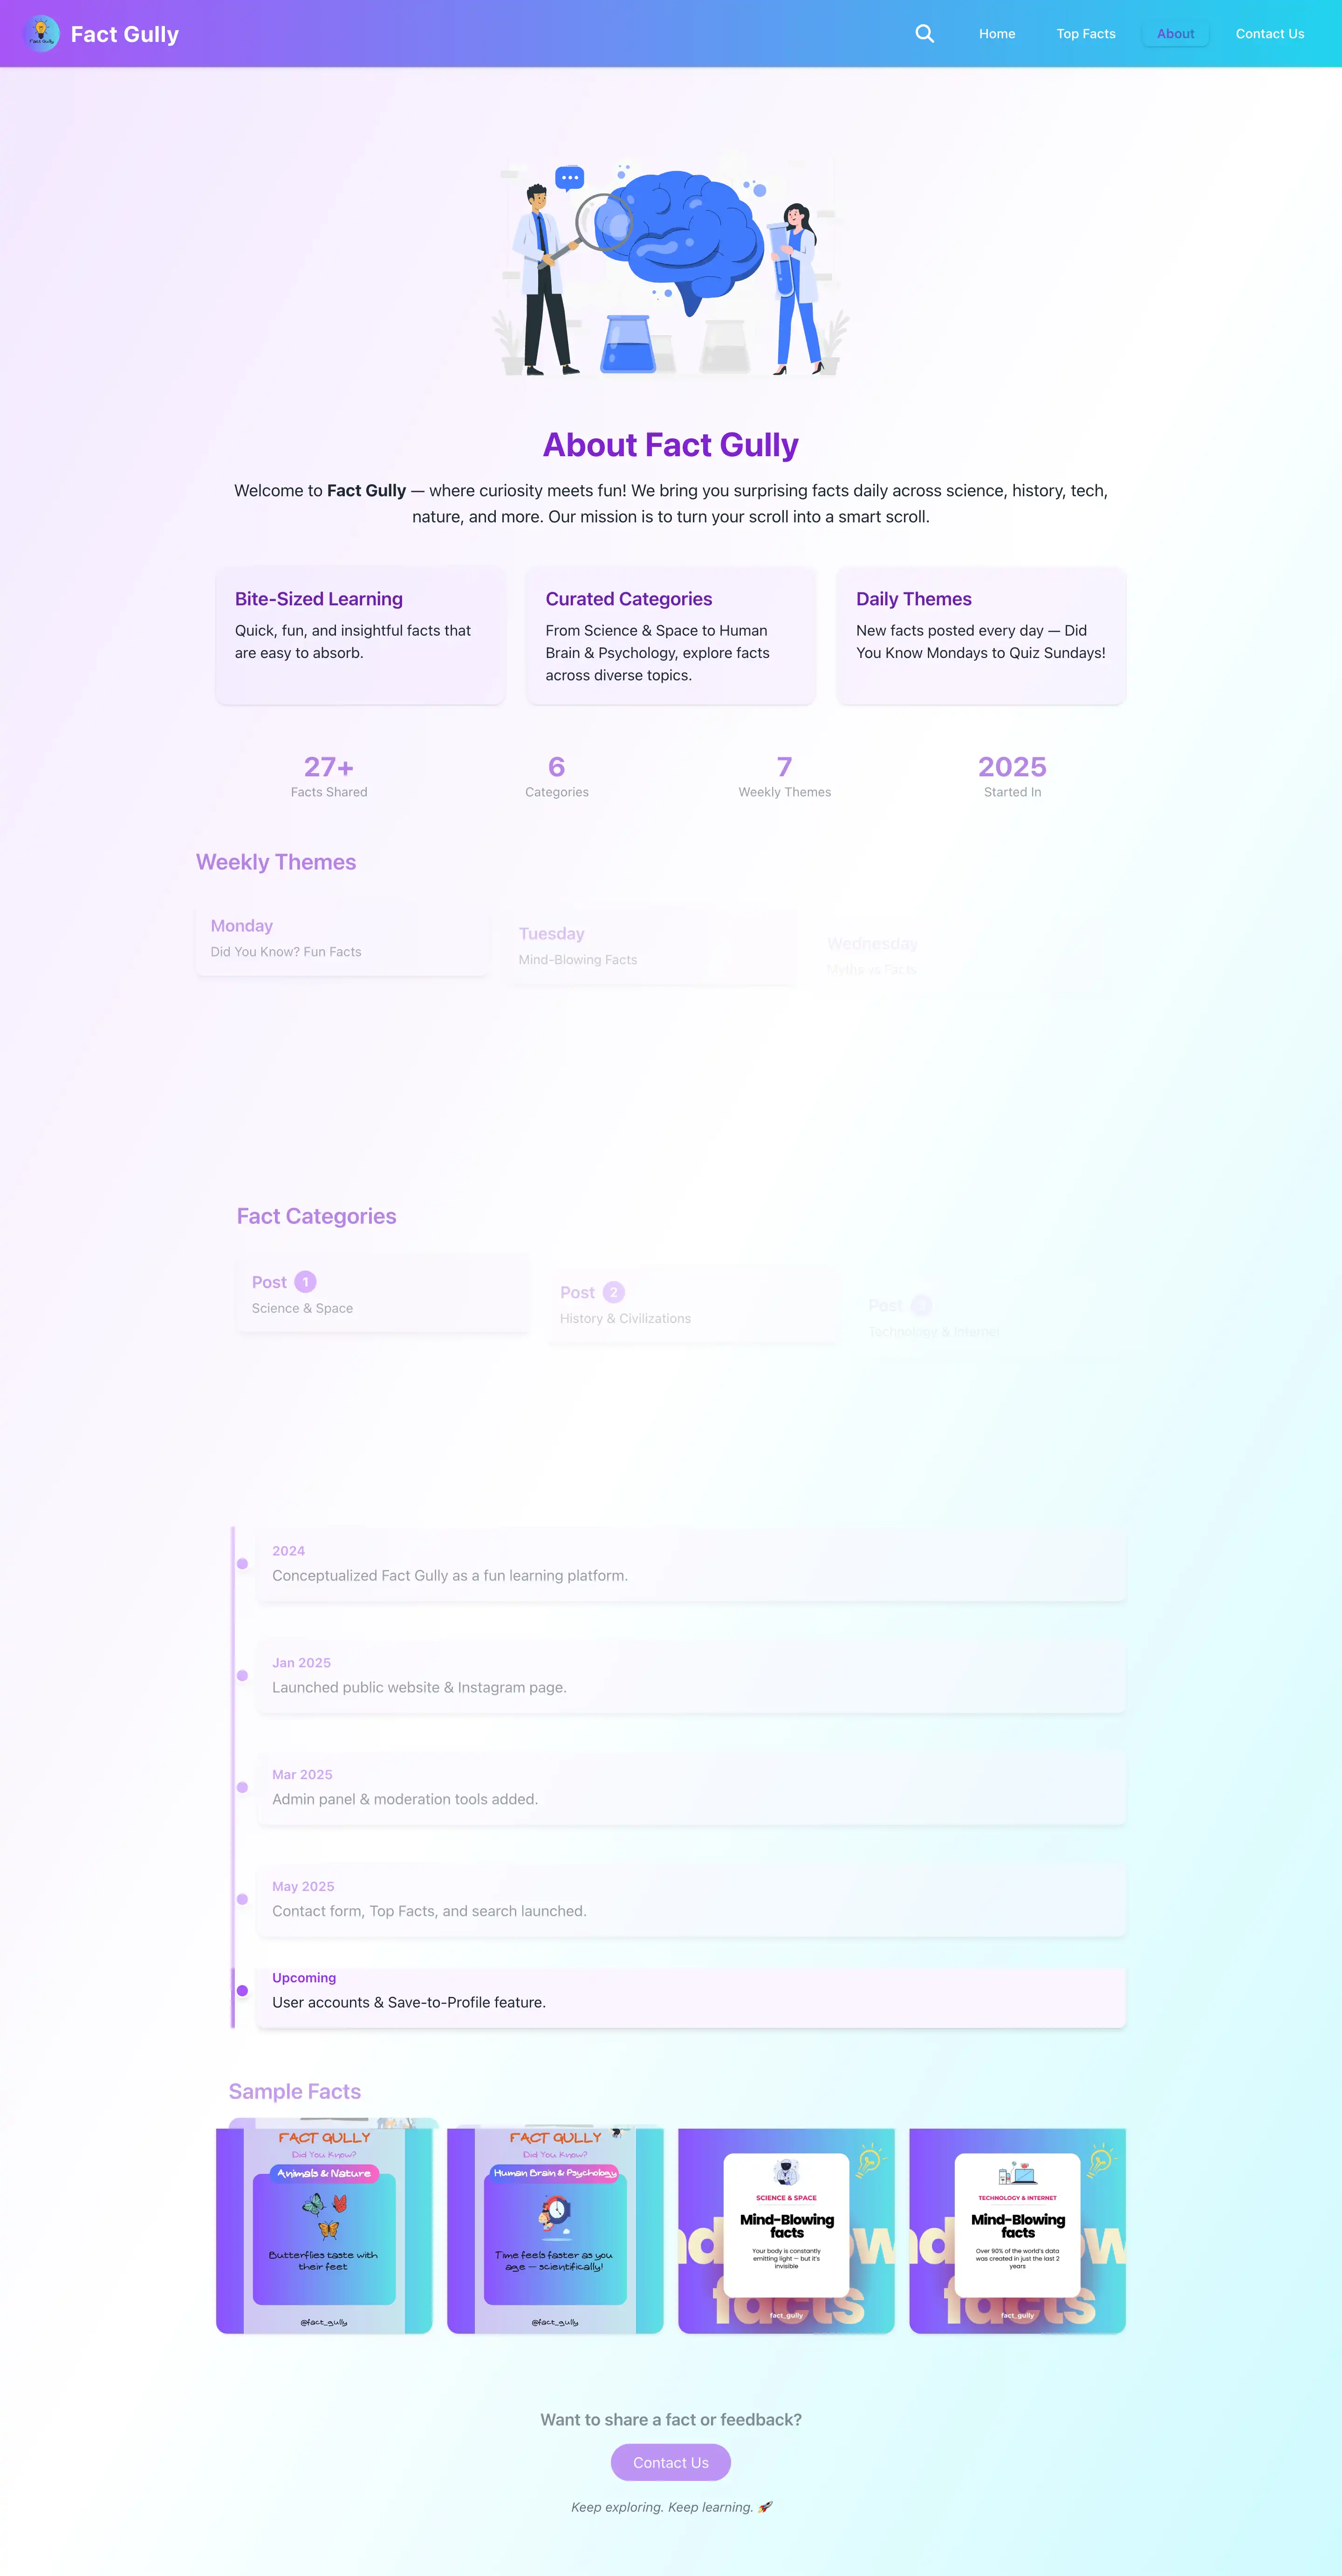 Fact Gully
Home
Top Facts
About
Contact Us
About Fact Gully
Welcome to Fact Gully — where curiosity meets fun! We bring you surprising facts daily across science, history, tech,
nature, and more. Our mission is to turn your scroll into a smart scroll.
Bite-Sized Learning
Quick, fun, and insightful facts that
are easy to absorb.
Curated Categories
From Science & Space to Human
Brain & Psychology, explore facts
across diverse topics.
Daily Themes
New facts posted every day — Did
You Know Mondays to Quiz Sundays!
27+
Facts Shared
6
Categories
7
Weekly Themes
2025
Started In
Weekly Themes
Monday
Did You Know? Fun Facts
Tuesday
Mind-Blowing Facts
Wednesday
Myths vs Facts
Fact Categories
Post 1
Science & Space
Post 2
History & Civilizations
Post
Technology & Internet
2024
Conceptualized Fact Gully as a fun learning platform.
Jan 2025
Launched public website & Instagram page.
Mar 2025
Admin panel & moderation tools added.
May 2025
Contact form, Top Facts, and search launched.
Upcoming
User accounts & Save-to-Profile feature.
Sample Facts
FACT GULLY
Did You Know?
Animals & Nature
Butterflies taste with
their feet
@fact_gully
FACT GULLY
Did You Know?
Human Brain & Psychology
Time feels faster as you
age — scientifically!
@fact_gully
SCIENCE & SPACE
Mind-Blowing
facts
Your body is constantly
emitting light — but it's
invisible
facts
fact_gully
TECHNOLOGY & INTERNET
Mind-Blowing
facts
Over 90% of the world's data
was created in just the last 2
years
facts
fact_gully
Want to share a fact or feedback?
Contact Us
Keep exploring. Keep learning. 🚀